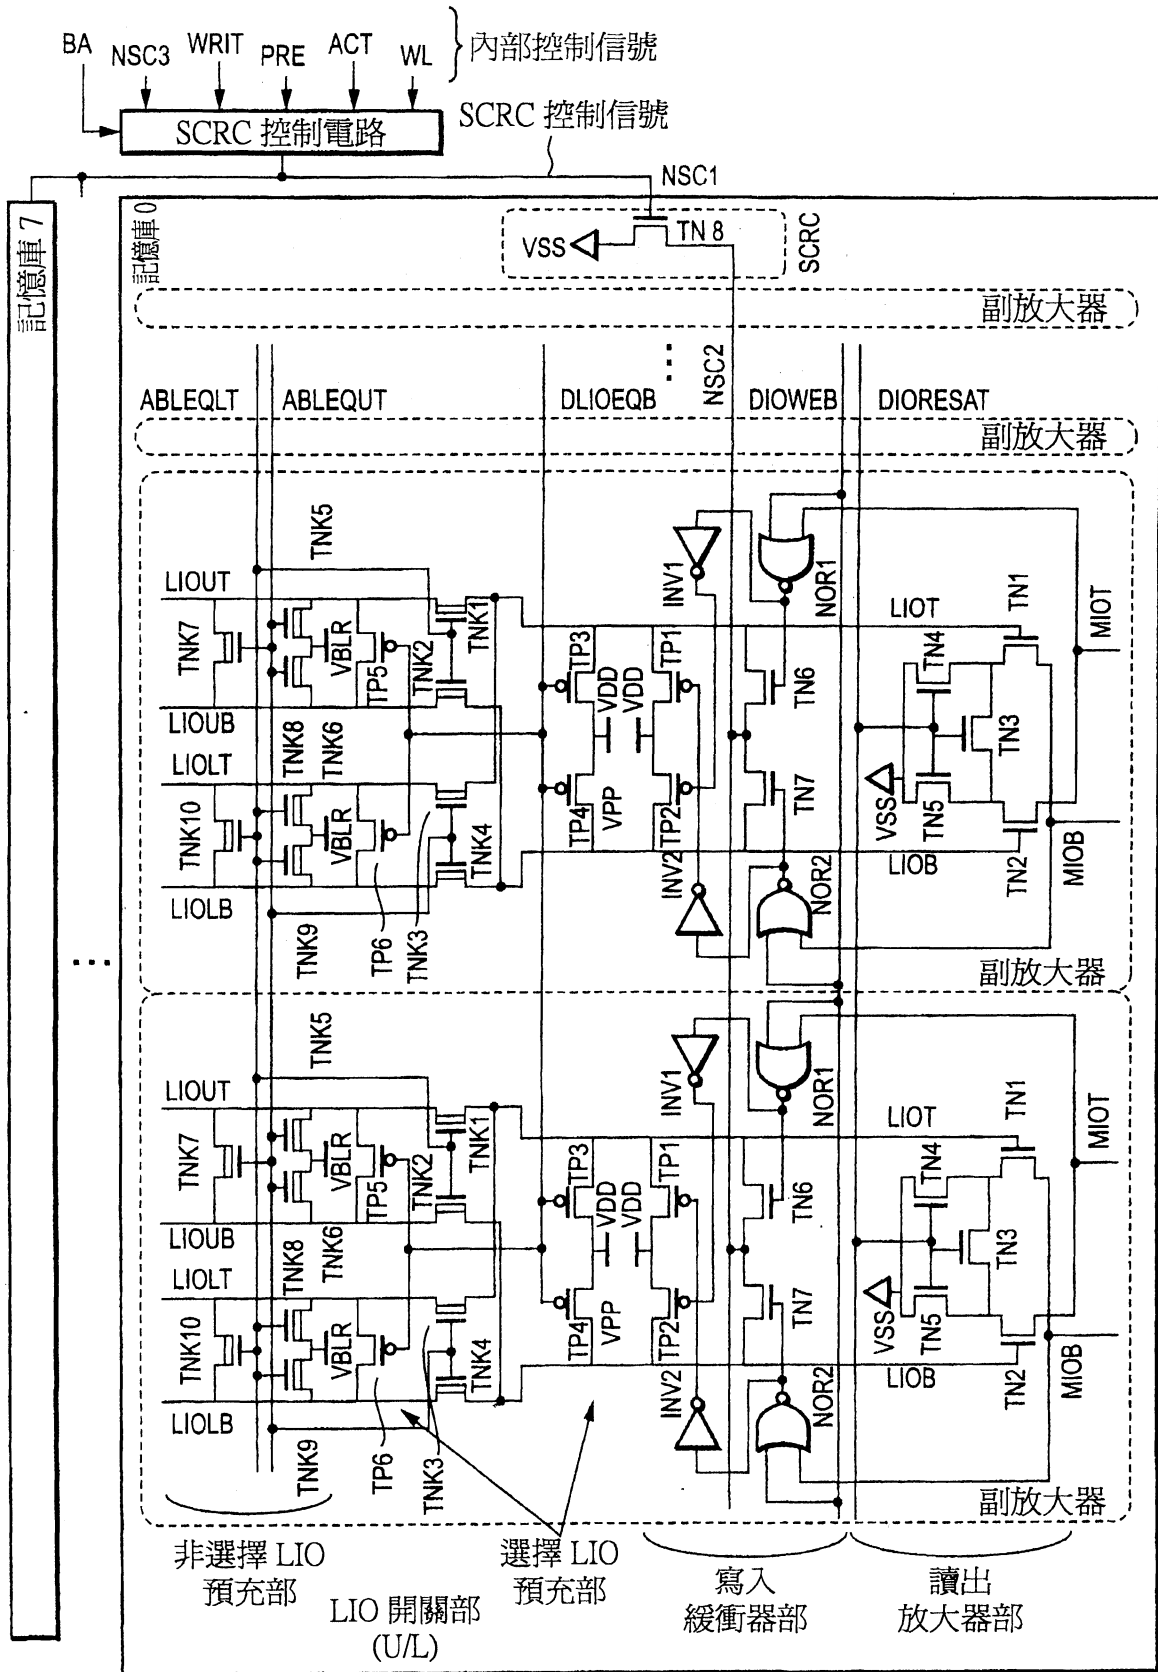 BA
NSC3
WRIT
PRE
ACT
WL
內部控制信號
SCRC 控制電路
SCRC 控制信號
NSC1
記憶庫 7
記憶庫 0
VSS
TN 8
SCRC
副放大器
ABLEQLT
ABLEQUT
DLIOEQB
NSC2
DIOWEB
DIORESAT
副放大器
TNK5
LIOUT
TNK7
VBLR
TP5
TNK2
TNK1
LIOUB
TNK8
TNK6
LIOLT
TNK10
VBLR
TNK4
LIOLB
TNK9
TP6
TNK3
TP3
VDD
VDD
TP1
TP4
VPP
TP2
INV1
INV2
NOR1
TN6
TN7
NOR2
LIOT
TN1
TN4
TN3
MIOT
VSS
TN5
LIOB
TN2
MIOB
副放大器
TNK5
LIOUT
TNK7
VBLR
TP5
TNK2
TNK1
LIOUB
TNK8
TNK6
LIOLT
TNK10
VBLR
TNK4
LIOLB
TNK9
TP6
TNK3
TP3
VDD
VDD
TP1
TP4
VPP
TP2
INV1
INV2
NOR1
TN6
TN7
NOR2
LIOT
TN1
TN4
TN3
MIOT
VSS
TN5
LIOB
TN2
MIOB
副放大器
非選擇 LIO
預充部
LIO 開關部
(U/L)
選擇 LIO
預充部
寫入
緩衝器部
讀出
放大器部